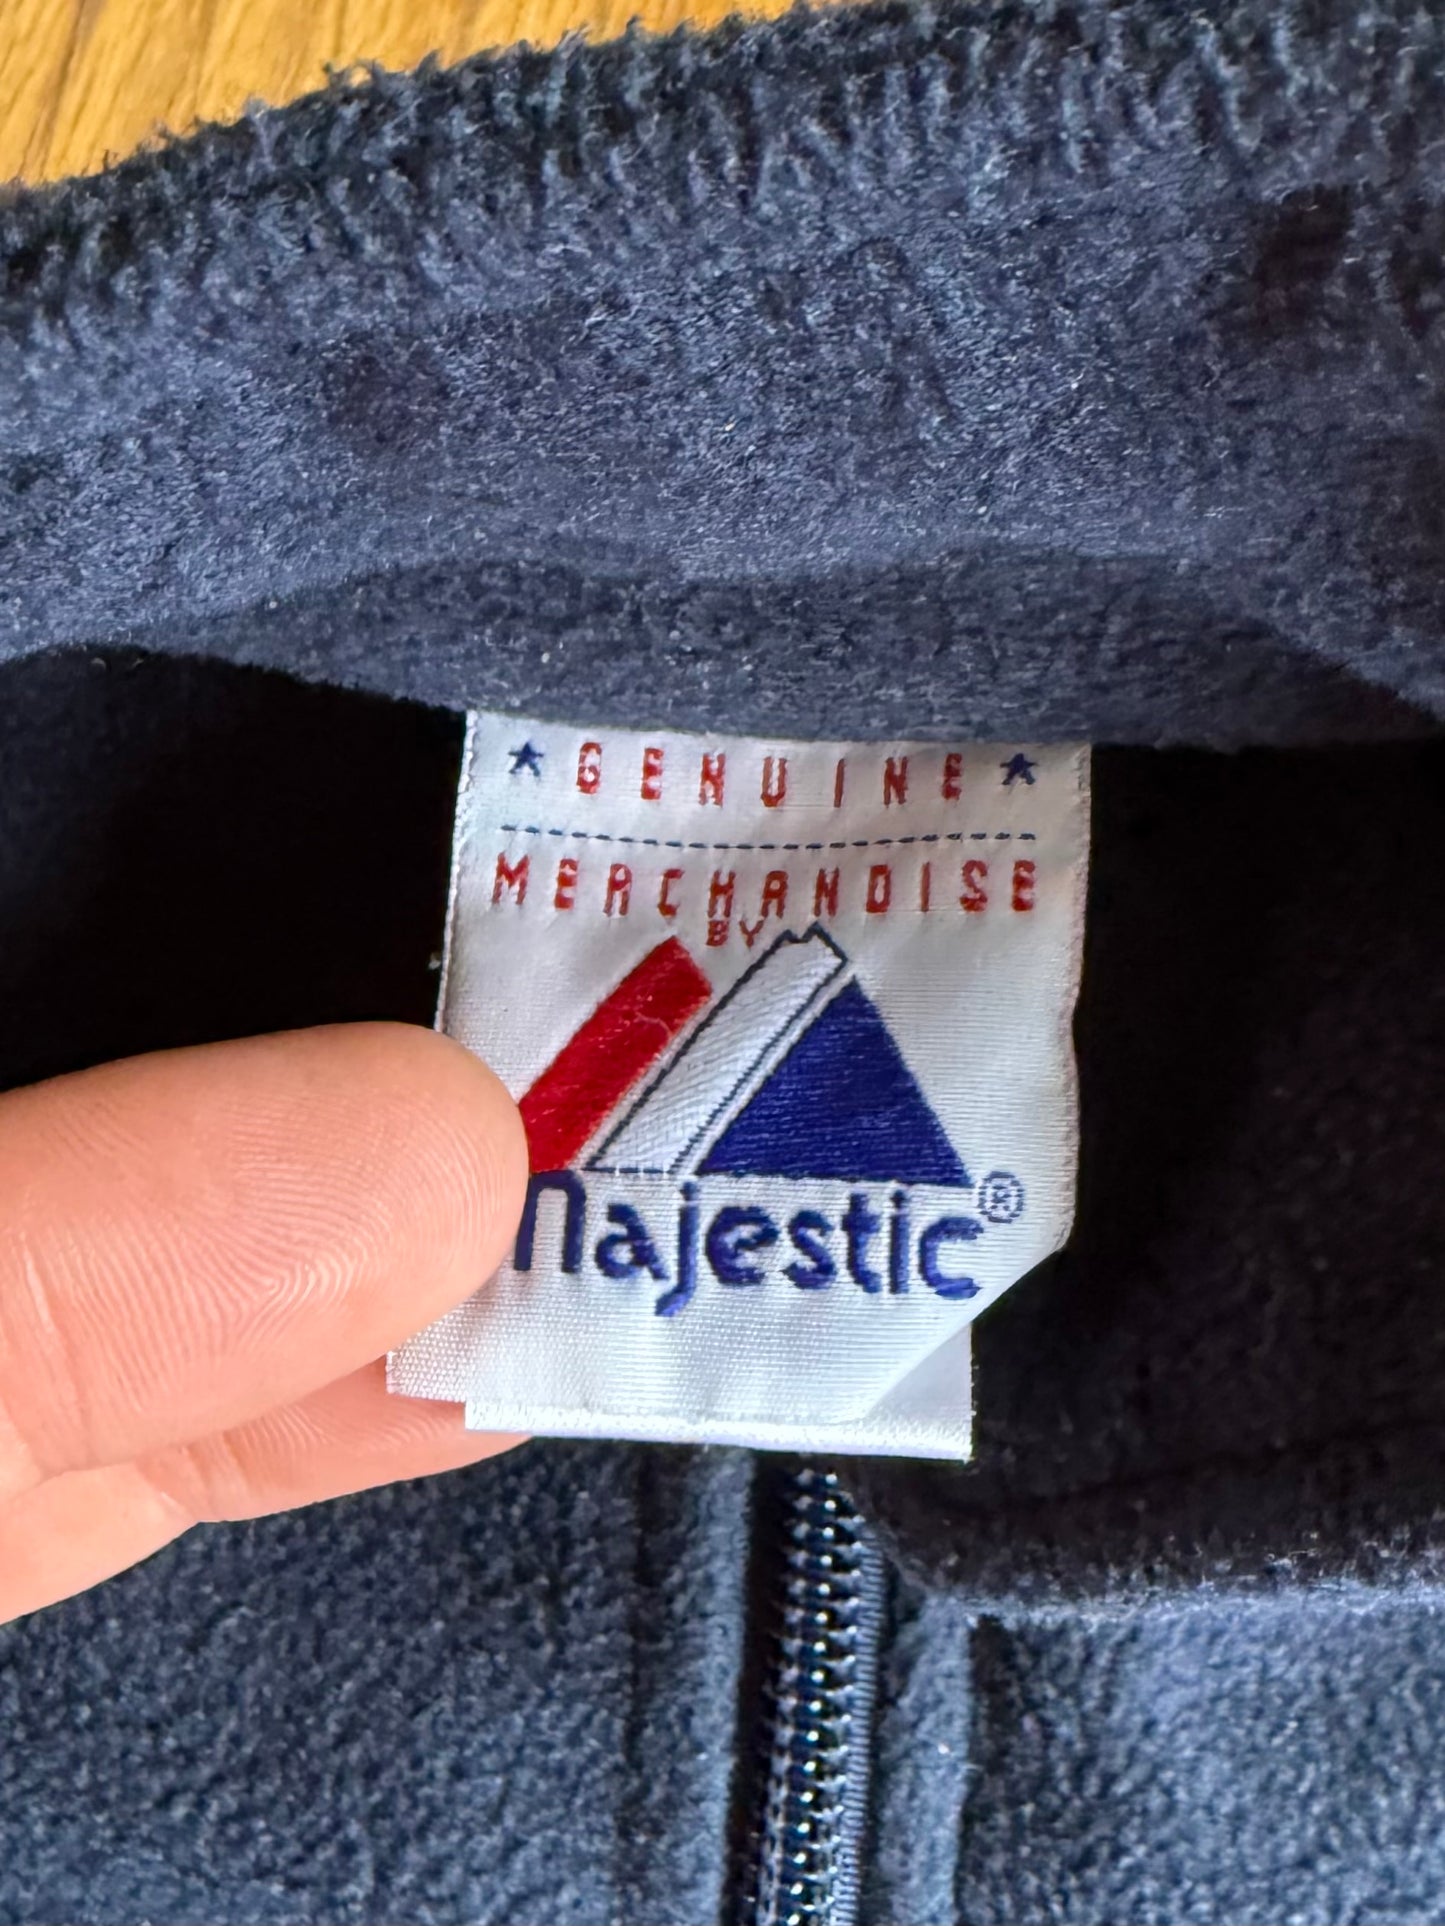 ★ GENUINE ★
MERCHANDISE
BY
majestic®